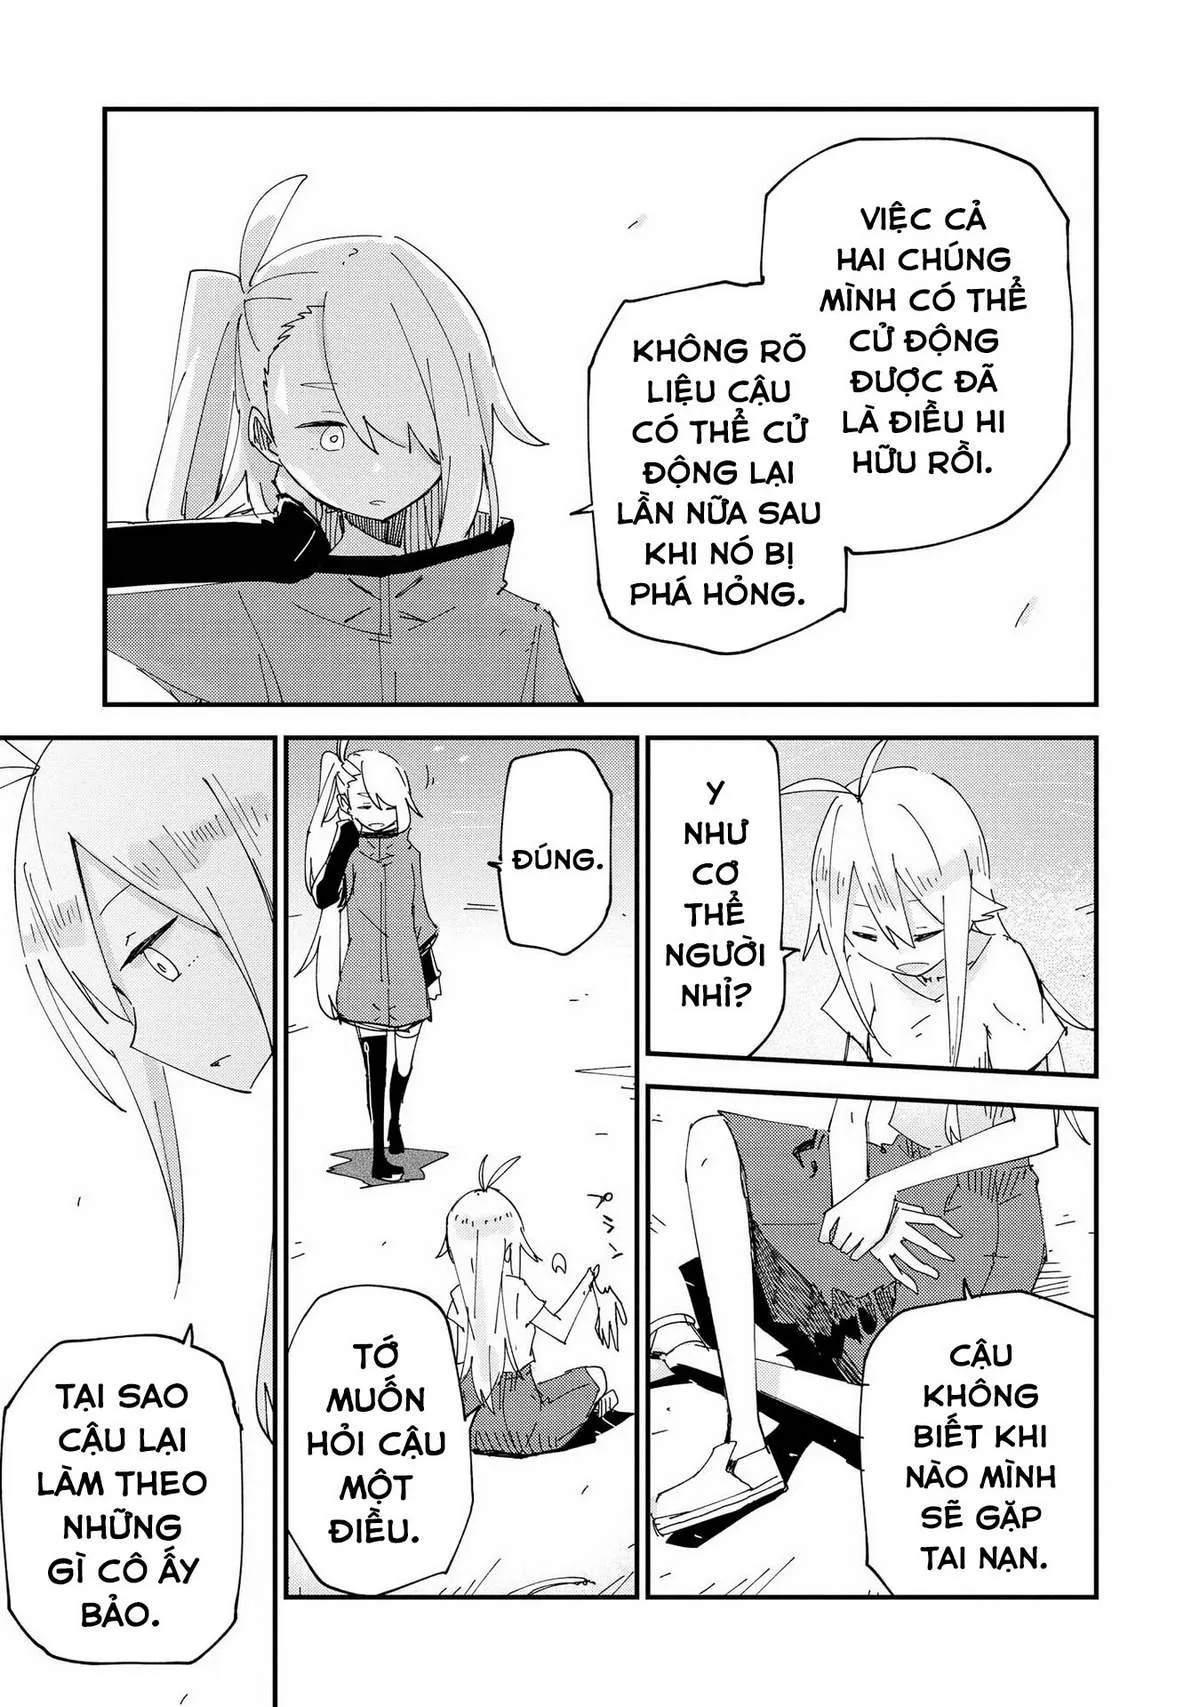 VIỆC CẢ
HAI CHÚNG
MÌNH CÓ THỂ
CỬ ĐỘNG
ĐƯỢC ĐÃ
LÀ ĐIỀU HI
HỮU RỒI.
KHÔNG RÕ
LIỆU CẬU
CÓ THỂ CỬ
ĐỘNG LẠI
LẦN NỮA SAU
KHI NÓ BỊ
PHÁ HỎNG.
Y
NHƯ
CƠ
THỂ
NGƯỜI
NHỈ?
CẬU
KHÔNG
BIẾT KHI
NÀO MÌNH
SẼ GẶP
TAI NẠN.
ĐÚNG.
TỚ
MUỐN
HỎI CẬU
MỘT
ĐIỀU.
TẠI SAO
CẬU LẠI
LÀM THEO
NHỮNG
GÌ CÔ ẤY
BẢO.